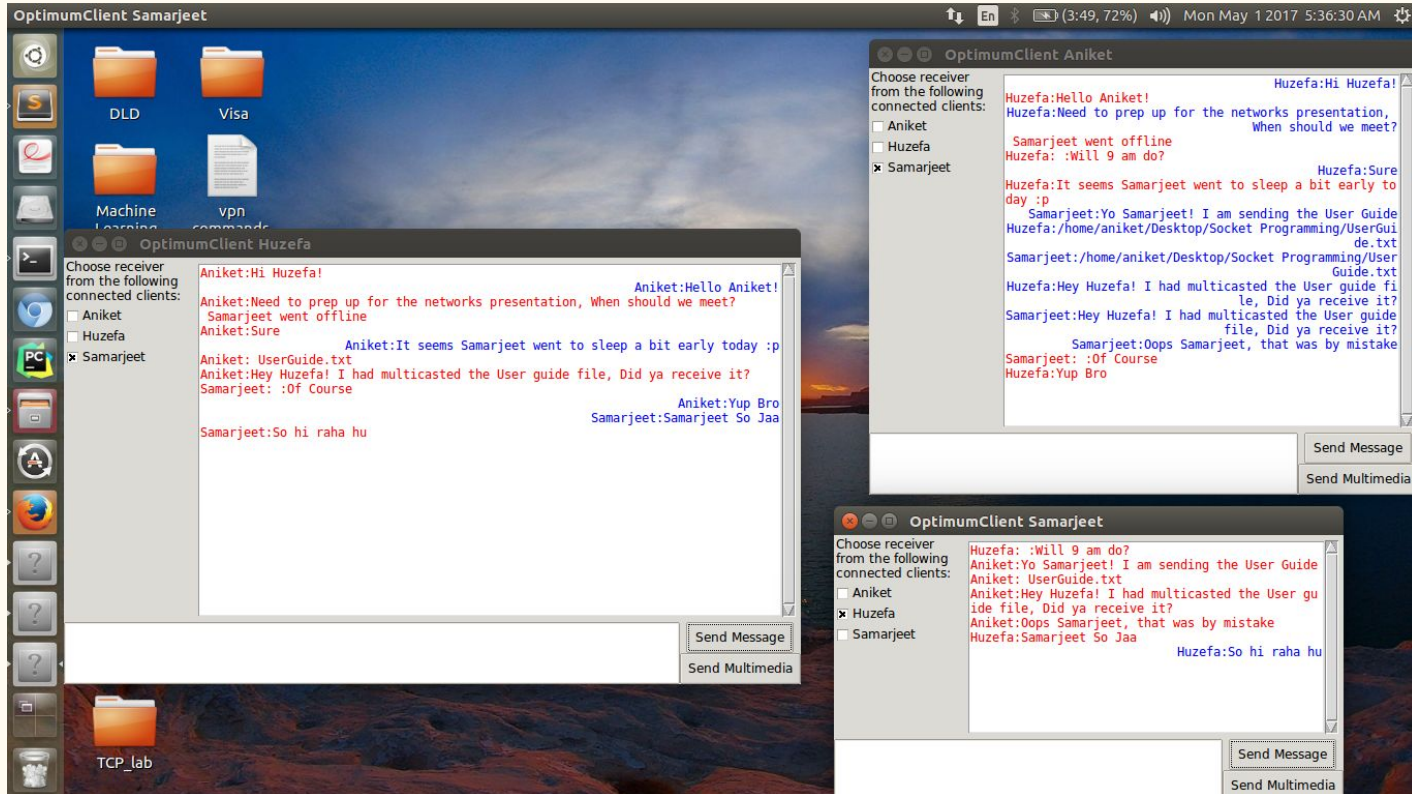 OptimumClient Samarjeet
En
(3:49, 72%)
Mon May 1 2017 5:36:30 AM
DLD
Visa
Machine
Learning
vpn
commands
TCP_lab
S
PC
A
>_
?
?
?
OptimumClient Huzefa
Choose receiver
from the following
connected clients:
Aniket
Huzefa
Samarjeet
Aniket:Hi Huzefa!
Aniket:Hello Aniket!
Aniket:Need to prep up for the networks presentation, When should we meet?
Samarjeet went offline
Aniket:Sure
Aniket:It seems Samarjeet went to sleep a bit early today :p
Aniket: UserGuide.txt
Aniket:Hey Huzefa! I had multicasted the User guide file, Did ya receive it?
Samarjeet: :Of Course
Aniket:Yup Bro
Samarjeet:Samarjeet So Jaa
Samarjeet:So hi raha hu
Send Message
Send Multimedia
OptimumClient Aniket
Choose receiver
from the following
connected clients:
Aniket
Huzefa
Samarjeet
Huzefa:Hi Huzefa!
Huzefa:Hello Aniket!
Huzefa:Need to prep up for the networks presentation,
When should we meet?
Samarjeet went offline
Huzefa: :Will 9 am do?
Huzefa:Sure
Huzefa:It seems Samarjeet went to sleep a bit early to
day :p
Samarjeet:Yo Samarjeet! I am sending the User Guide
Huzefa:/home/aniket/Desktop/Socket Programming/UserGui
de.txt
Samarjeet:/home/aniket/Desktop/Socket Programming/User
Guide.txt
Huzefa:Hey Huzefa! I had multicasted the User guide fi
le, Did ya receive it?
Samarjeet:Hey Huzefa! I had multicasted the User guide
file, Did ya receive it?
Samarjeet:Oops Samarjeet, that was by mistake
Samarjeet: :Of Course
Huzefa:Yup Bro
Send Message
Send Multimedia
OptimumClient Samarjeet
Choose receiver
from the following
connected clients:
Aniket
Huzefa
Samarjeet
Huzefa: :Will 9 am do?
Aniket:Yo Samarjeet! I am sending the User Guide
Aniket: UserGuide.txt
Aniket:Hey Huzefa! I had multicasted the User gu
ide file, Did ya receive it?
Aniket:Oops Samarjeet, that was by mistake
Huzefa:Samarjeet So Jaa
Huzefa:So hi raha hu
Send Message
Send Multimedia